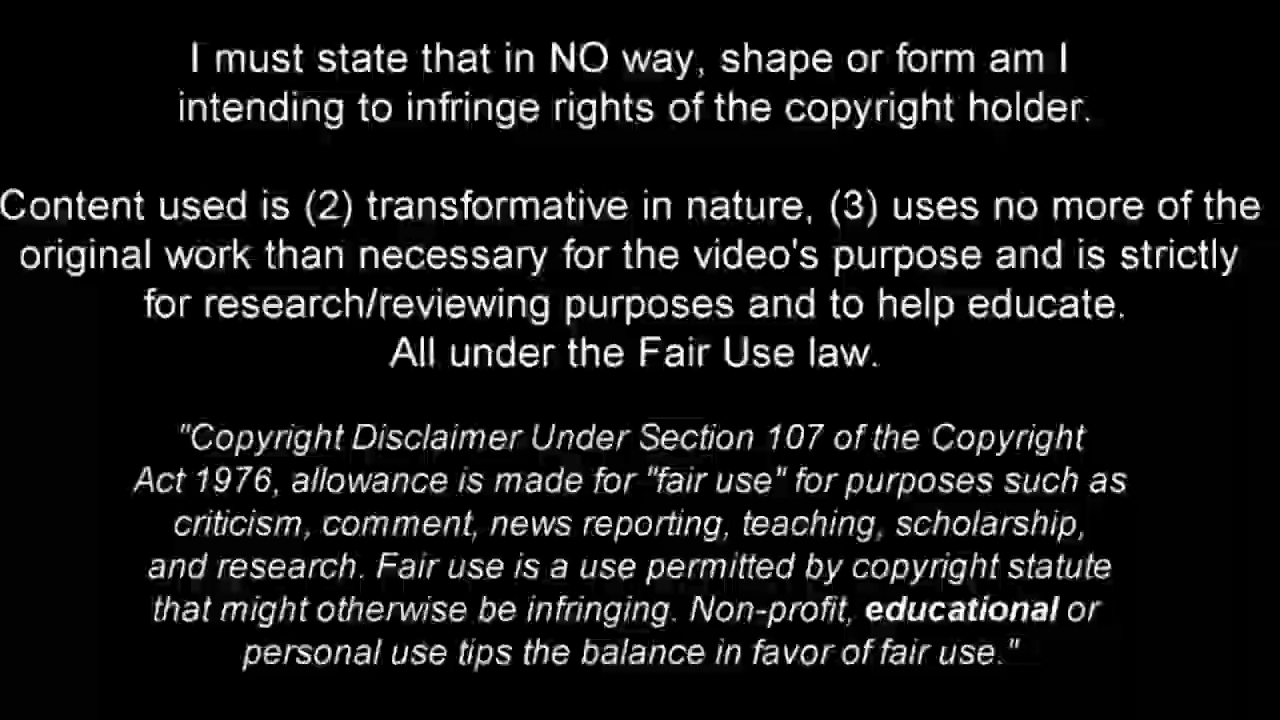 I must state that in NO way, shape or form am I
intending to infringe rights of the copyright holder.
Content used is (2) transformative in nature, (3) uses no more of the
original work than necessary for the video's purpose and is strictly
for research/reviewing purposes and to help educate.
All under the Fair Use law.
"Copyright Disclaimer Under Section 107 of the Copyright
Act 1976, allowance is made for "fair use" for purposes such as
criticism, comment, news reporting, teaching, scholarship,
and research. Fair use is a use permitted by copyright statute
that might otherwise be infringing. Non-profit, educational or
personal use tips the balance in favor of fair use."